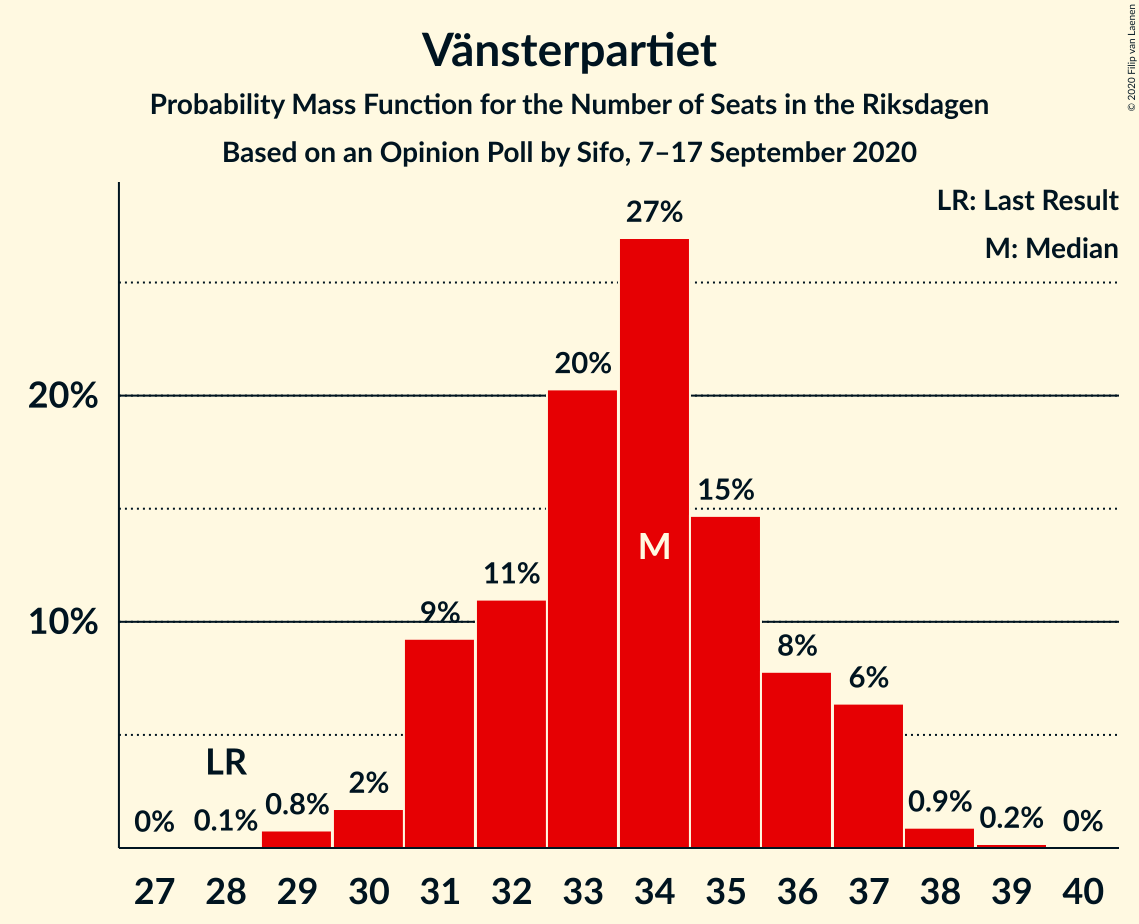 Vänsterpartiet
Probability Mass Function for the Number of Seats in the Riksdagen
Based on an Opinion Poll by Sifo, 7–17 September 2020
© 2020 Filip van Laenen
LR: Last Result
M: Median
27%
20%
20%
15%
M
11%
9%
10%
8%
6%
LR
2%
0.8%
0.9%
0.2%
0%
0.1%
0%
27 28 29 30 31 32 33 34 35 36 37 38 39 40